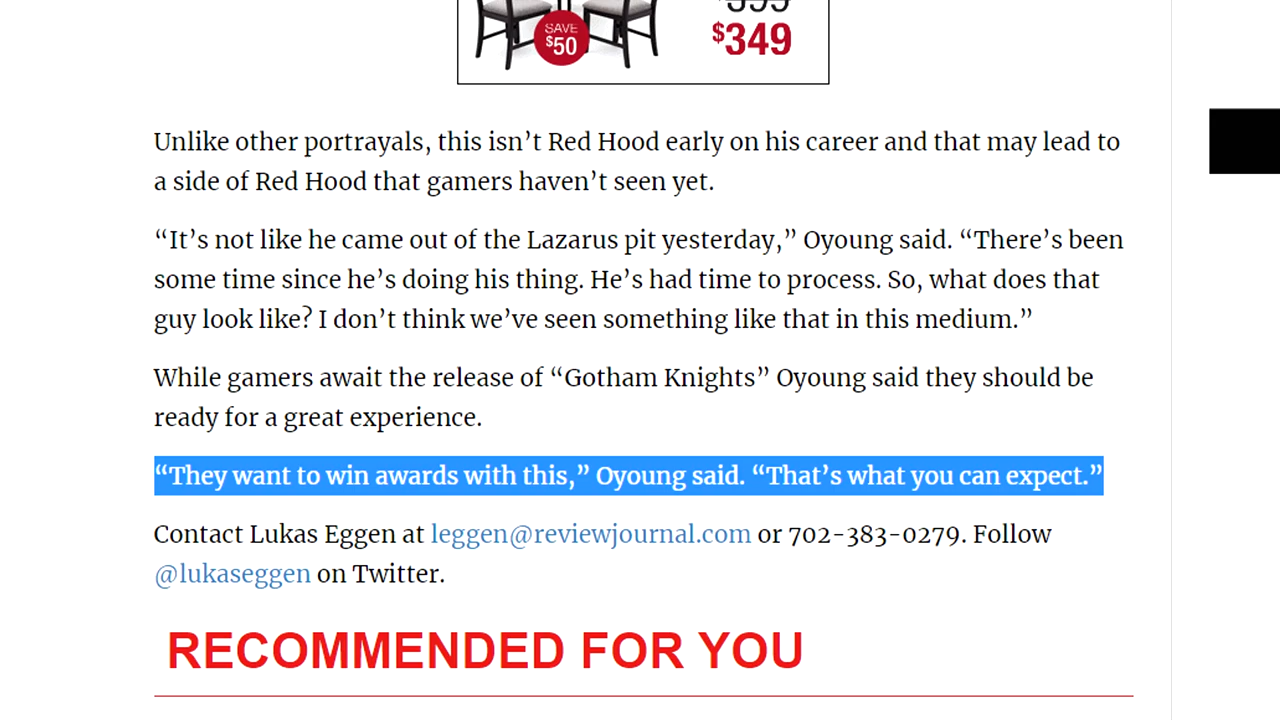 SAVE
$50
$399
$349
Unlike other portrayals, this isn’t Red Hood early on his career and that may lead to
a side of Red Hood that gamers haven’t seen yet.
“It’s not like he came out of the Lazarus pit yesterday,” Oyoung said. “There’s been
some time since he’s doing his thing. He’s had time to process. So, what does that
guy look like? I don’t think we’ve seen something like that in this medium.”
While gamers await the release of “Gotham Knights” Oyoung said they should be
ready for a great experience.
“They want to win awards with this,” Oyoung said. “That’s what you can expect.”
Contact Lukas Eggen at leggen@reviewjournal.com or 702-383-0279. Follow
@lukaseggen on Twitter.
RECOMMENDED FOR YOU